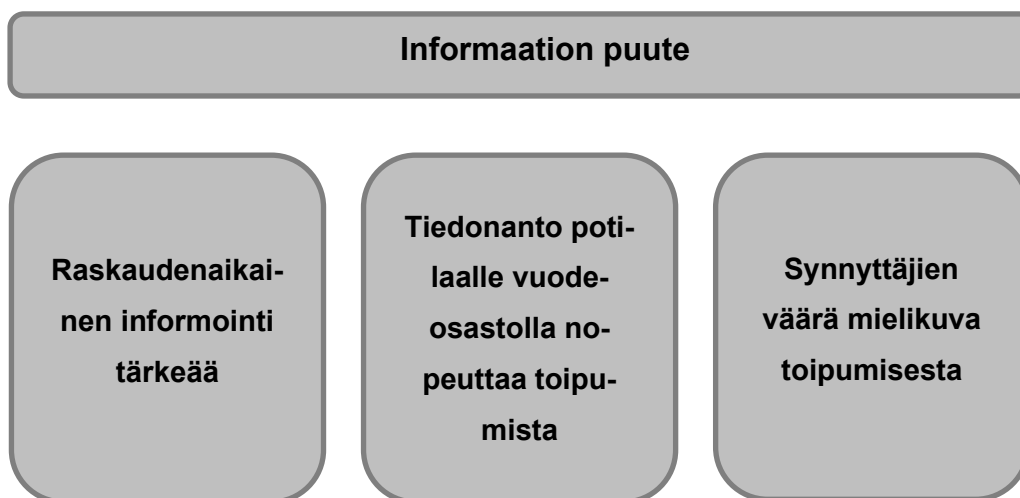 Informaation puute
Raskaudenaikai-
nen informointi
tärkeää
Tiedonanto poti-
laalle vuode-
osastolla no-
peuttaa toipu-
mista
Synnyttäjien
väärä mielikuva
toipumisesta